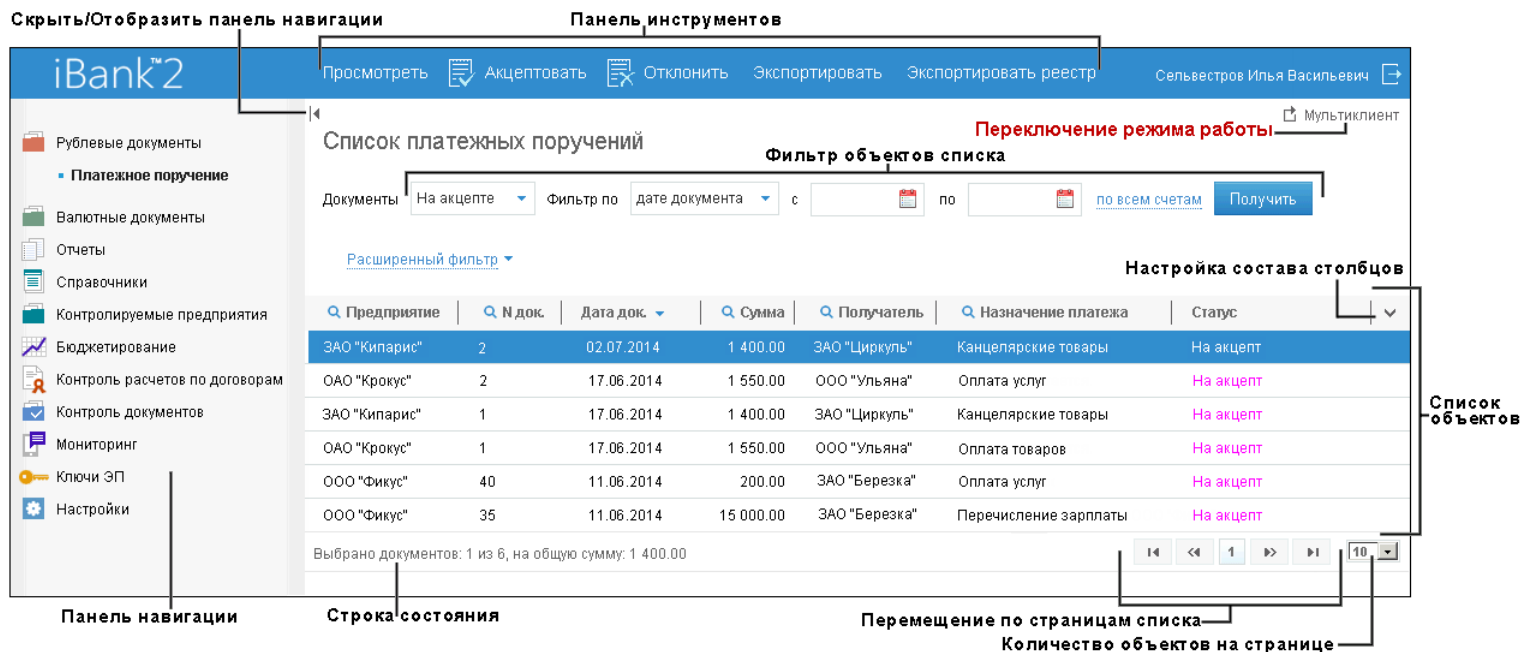 Скрыть/Отобразить панель навигации
Панель инструментов
iBank™2
Просмотреть Акцептовать Отклонить Экспортировать Экспортировать реестр Сельвестров Илья Васильевич
Мультиклиент
Переключение режима работы
Список платежных поручений
Фильтр объектов списка
Документы На акцепте Фильтр по дате документа с по по всем счетам Получить
Расширенный фильтр
Настройка состава столбцов
Рублевые документы
Платежное поручение
Валютные документы
Отчеты
Справочники
Контролируемые предприятия
Бюджетирование
Контроль расчетов по договорам
Контроль документов
Мониторинг
Ключи ЭП
Настройки
Предприятие N док. Дата док. Сумма Получатель Назначение платежа Статус
ЗАО "Кипарис" 2 02.07.2014 1 400.00 ЗАО "Циркуль" Канцелярские товары На акцепт
ОАО "Крокус" 2 17.06.2014 1 550.00 ООО "Ульяна" Оплата услуг На акцепт
ЗАО "Кипарис" 1 17.06.2014 1 400.00 ЗАО "Циркуль" Канцелярские товары На акцепт
ОАО "Крокус" 1 17.06.2014 1 550.00 ООО "Ульяна" Оплата товаров На акцепт
ООО "Фикус" 40 11.06.2014 200.00 ЗАО "Березка" Оплата услуг На акцепт
ООО "Фикус" 35 11.06.2014 15 000.00 ЗАО "Березка" Перечисление зарплаты На акцепт
Список
объектов
Выбрано документов: 1 из 6, на общую сумму: 1 400.00
1
10
Панель навигации
Строка состояния
Перемещение по страницам списка
Количество объектов на странице